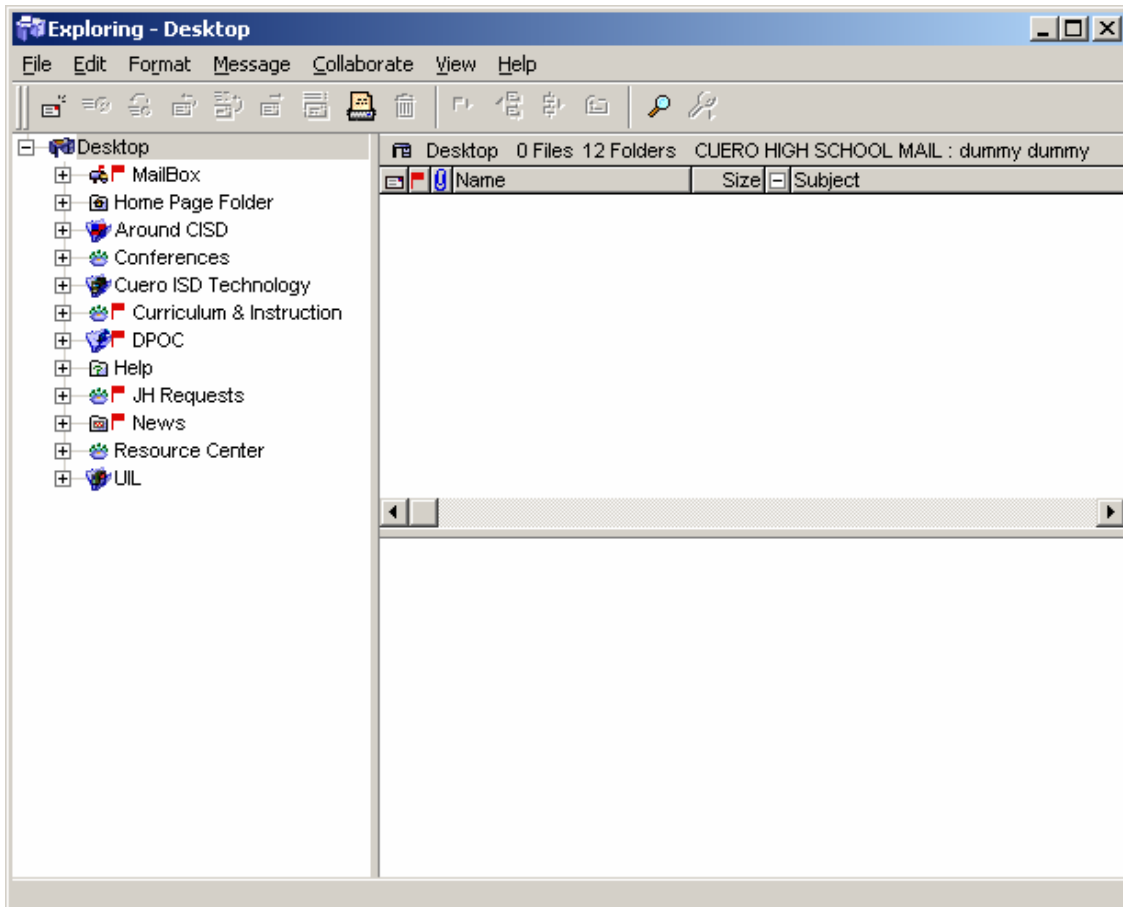 Exploring - Desktop
File Edit Format Message Collaborate View Help
Desktop
MailBox
Home Page Folder
Around CISD
Conferences
Cuero ISD Technology
Curriculum & Instruction
DPOC
Help
JH Requests
News
Resource Center
UIL
Desktop 0 Files 12 Folders CUERO HIGH SCHOOL MAIL : dummy dummy
Name Size Subject